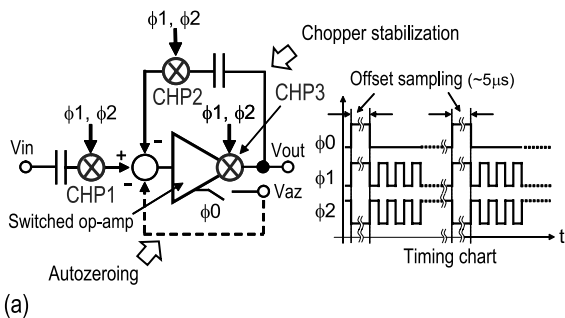 ϕ1, ϕ2
Chopper stabilization
CHP2
ϕ1, ϕ2
CHP3
Offset sampling (~5μs)
Vin
+
-
-
Vout
CHP1
Vaz
ϕ1, ϕ2
Switched op-amp
ϕ0
Autozeroing
ϕ0
ϕ1
ϕ2
t
Timing chart
(a)